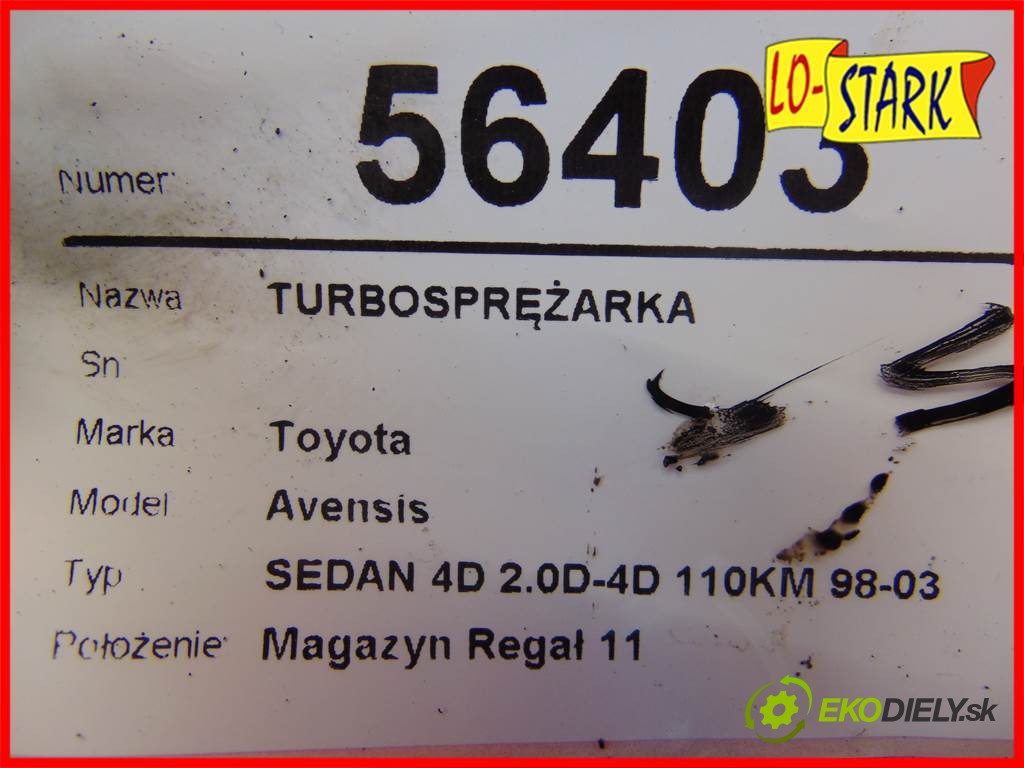 56403
LO-STARK
Numer
Nazwa TURBOSPRĘŻARKA
Sn
Marka Toyota
Model Avensis
Typ SEDAN 4D 2.0D-4D 110KM 98-03
Położenie Magazyn Regał 11
EKODIELY.sk